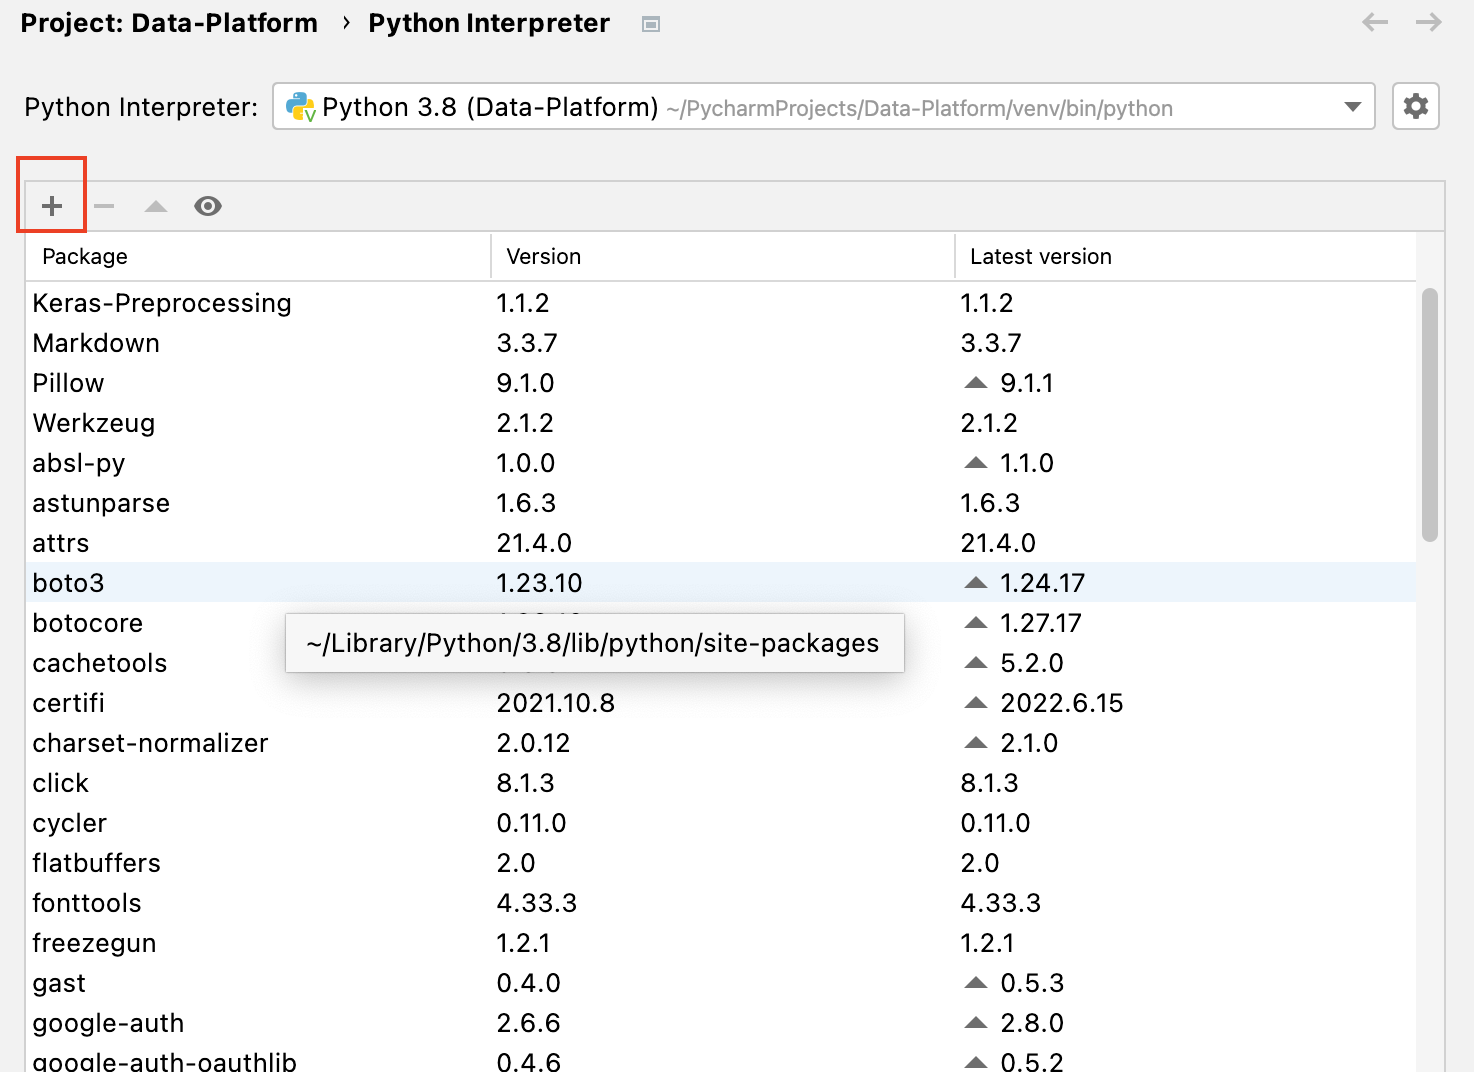 Project: Data-Platform › Python Interpreter
Python Interpreter: Python 3.8 (Data-Platform) ~/PycharmProjects/Data-Platform/venv/bin/python
Package Version Latest version
Keras-Preprocessing 1.1.2 1.1.2
Markdown 3.3.7 3.3.7
Pillow 9.1.0 9.1.1
Werkzeug 2.1.2 2.1.2
absl-py 1.0.0 1.1.0
astunparse 1.6.3 1.6.3
attrs 21.4.0 21.4.0
boto3 1.23.10 1.24.17
botocore 1.27.17
~/Library/Python/3.8/lib/python/site-packages
cachetools 5.2.0
certifi 2021.10.8 2022.6.15
charset-normalizer 2.0.12 2.1.0
click 8.1.3 8.1.3
cycler 0.11.0 0.11.0
flatbuffers 2.0 2.0
fonttools 4.33.3 4.33.3
freezegun 1.2.1 1.2.1
gast 0.4.0 0.5.3
google-auth 2.6.6 2.8.0
google-auth-oauthlib 0.4.6 0.5.2